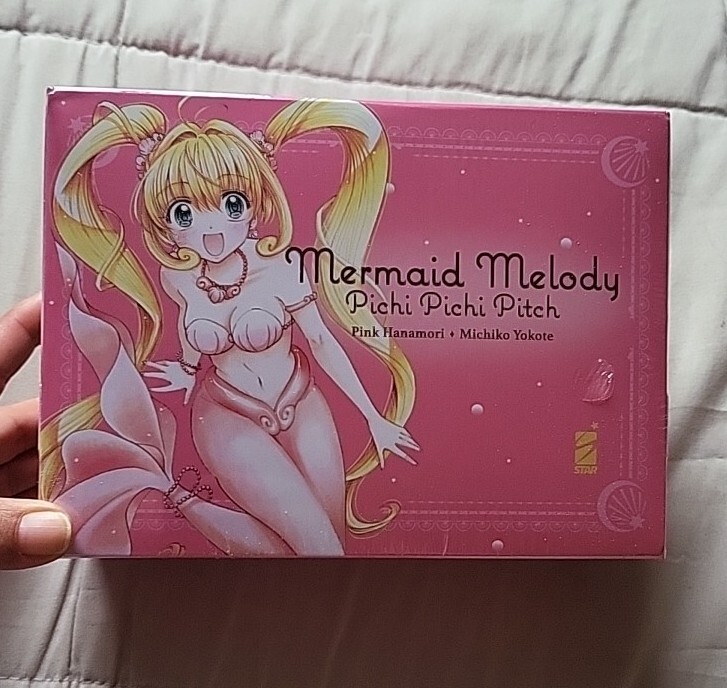 Mermaid Melody
Pichi Pichi Pitch
Pink Hanamori ♦ Michiko Yokote
STAR